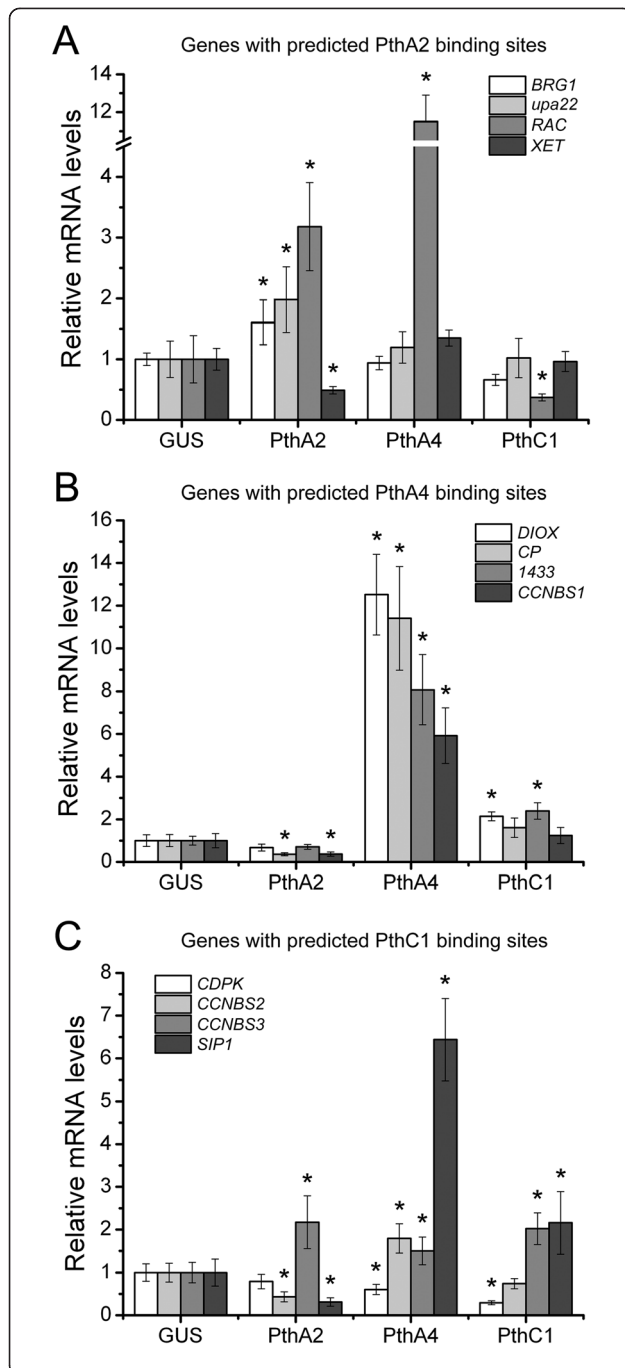 A
Genes with predicted PthA2 binding sites
Relative mRNA levels
14
12
4
3
2
1
0
BRG1
upa22
RAC
XET
*
*
*
*
*
*
GUS
PthA2
PthA4
PthC1
B
Genes with predicted PthA4 binding sites
Relative mRNA levels
16
14
12
10
8
6
4
2
0
DIOX
CP
1433
CCNBS1
*
*
*
*
*
*
*
*
GUS
PthA2
PthA4
PthC1
C
Genes with predicted PthC1 binding sites
Relative mRNA levels
8
7
6
5
4
3
2
1
0
CDPK
CCNBS2
CCNBS3
SIP1
*
*
*
*
*
*
*
*
*
*
GUS
PthA2
PthA4
PthC1